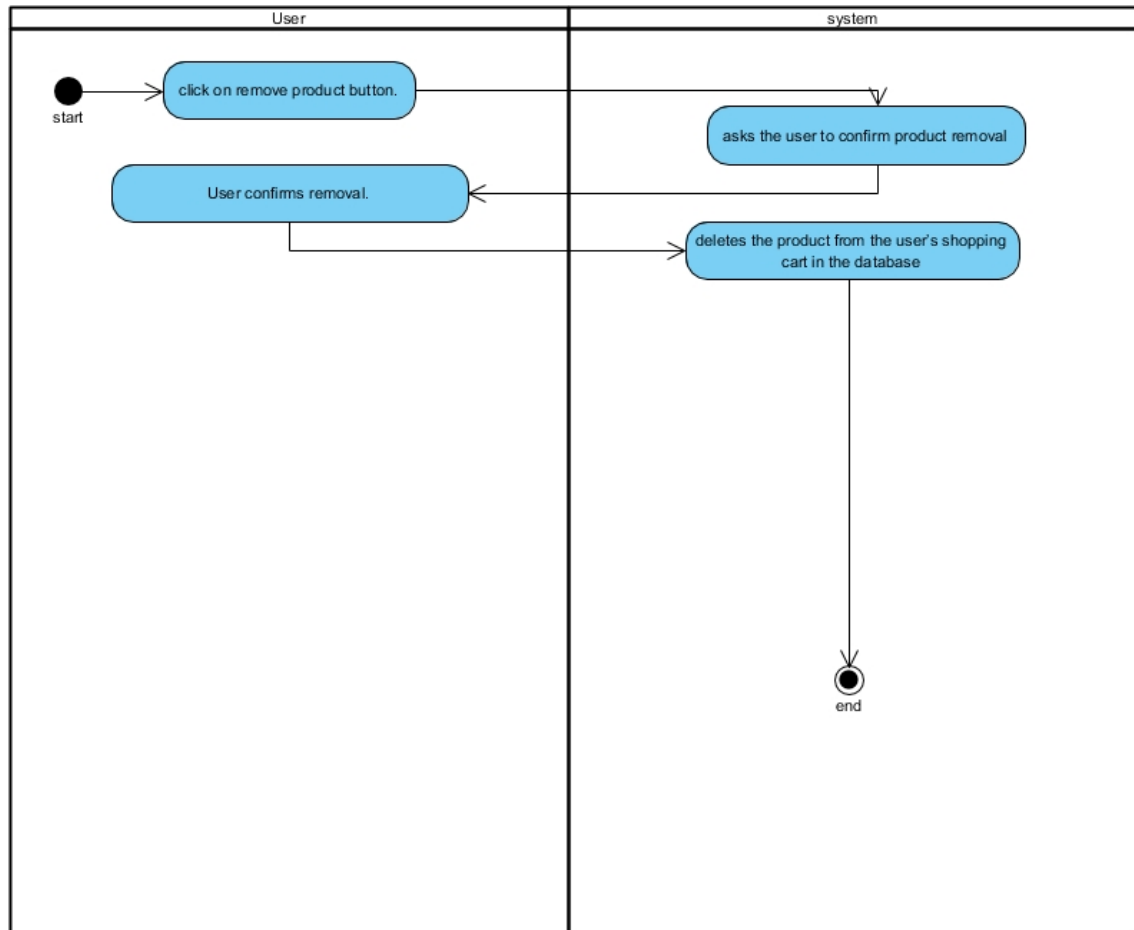 User
system
click on remove product button.
start
asks the user to confirm product removal
User confirms removal.
deletes the product from the user's shopping
cart in the database
end